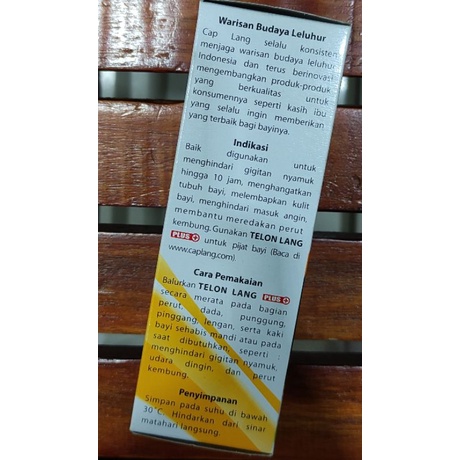 Warisan Budaya Leluhur
Cap Lang selalu konsisten
menjaga warisan budaya leluhur
Indonesia dan terus berinovasi
mengembangkan produk-produk
yang berkualitas untuk
konsumennya seperti kasih ibu
yang selalu ingin memberikan
yang terbaik bagi bayinya.
Indikasi
Baik digunakan untuk
menghindari gigitan nyamuk
hingga 10 jam, menghangatkan
tubuh bayi, melembapkan kulit
bayi, menghindari masuk angin,
membantu meredakan perut
kembung. Gunakan TELON LANG
PLUS + untuk pijat bayi (Baca di
www.caplang.com).
Cara Pemakaian
Balurkan TELON LANG PLUS +
secara merata pada bagian
perut, dada, punggung,
pinggang, lengan, serta kaki
bayi sehabis mandi atau pada
saat dibutuhkan, seperti :
menghindari gigitan nyamuk,
udara dingin, dan perut
kembung.
Penyimpanan
Simpan pada suhu di bawah
30°C. Hindarkan dari sinar
matahari langsung.